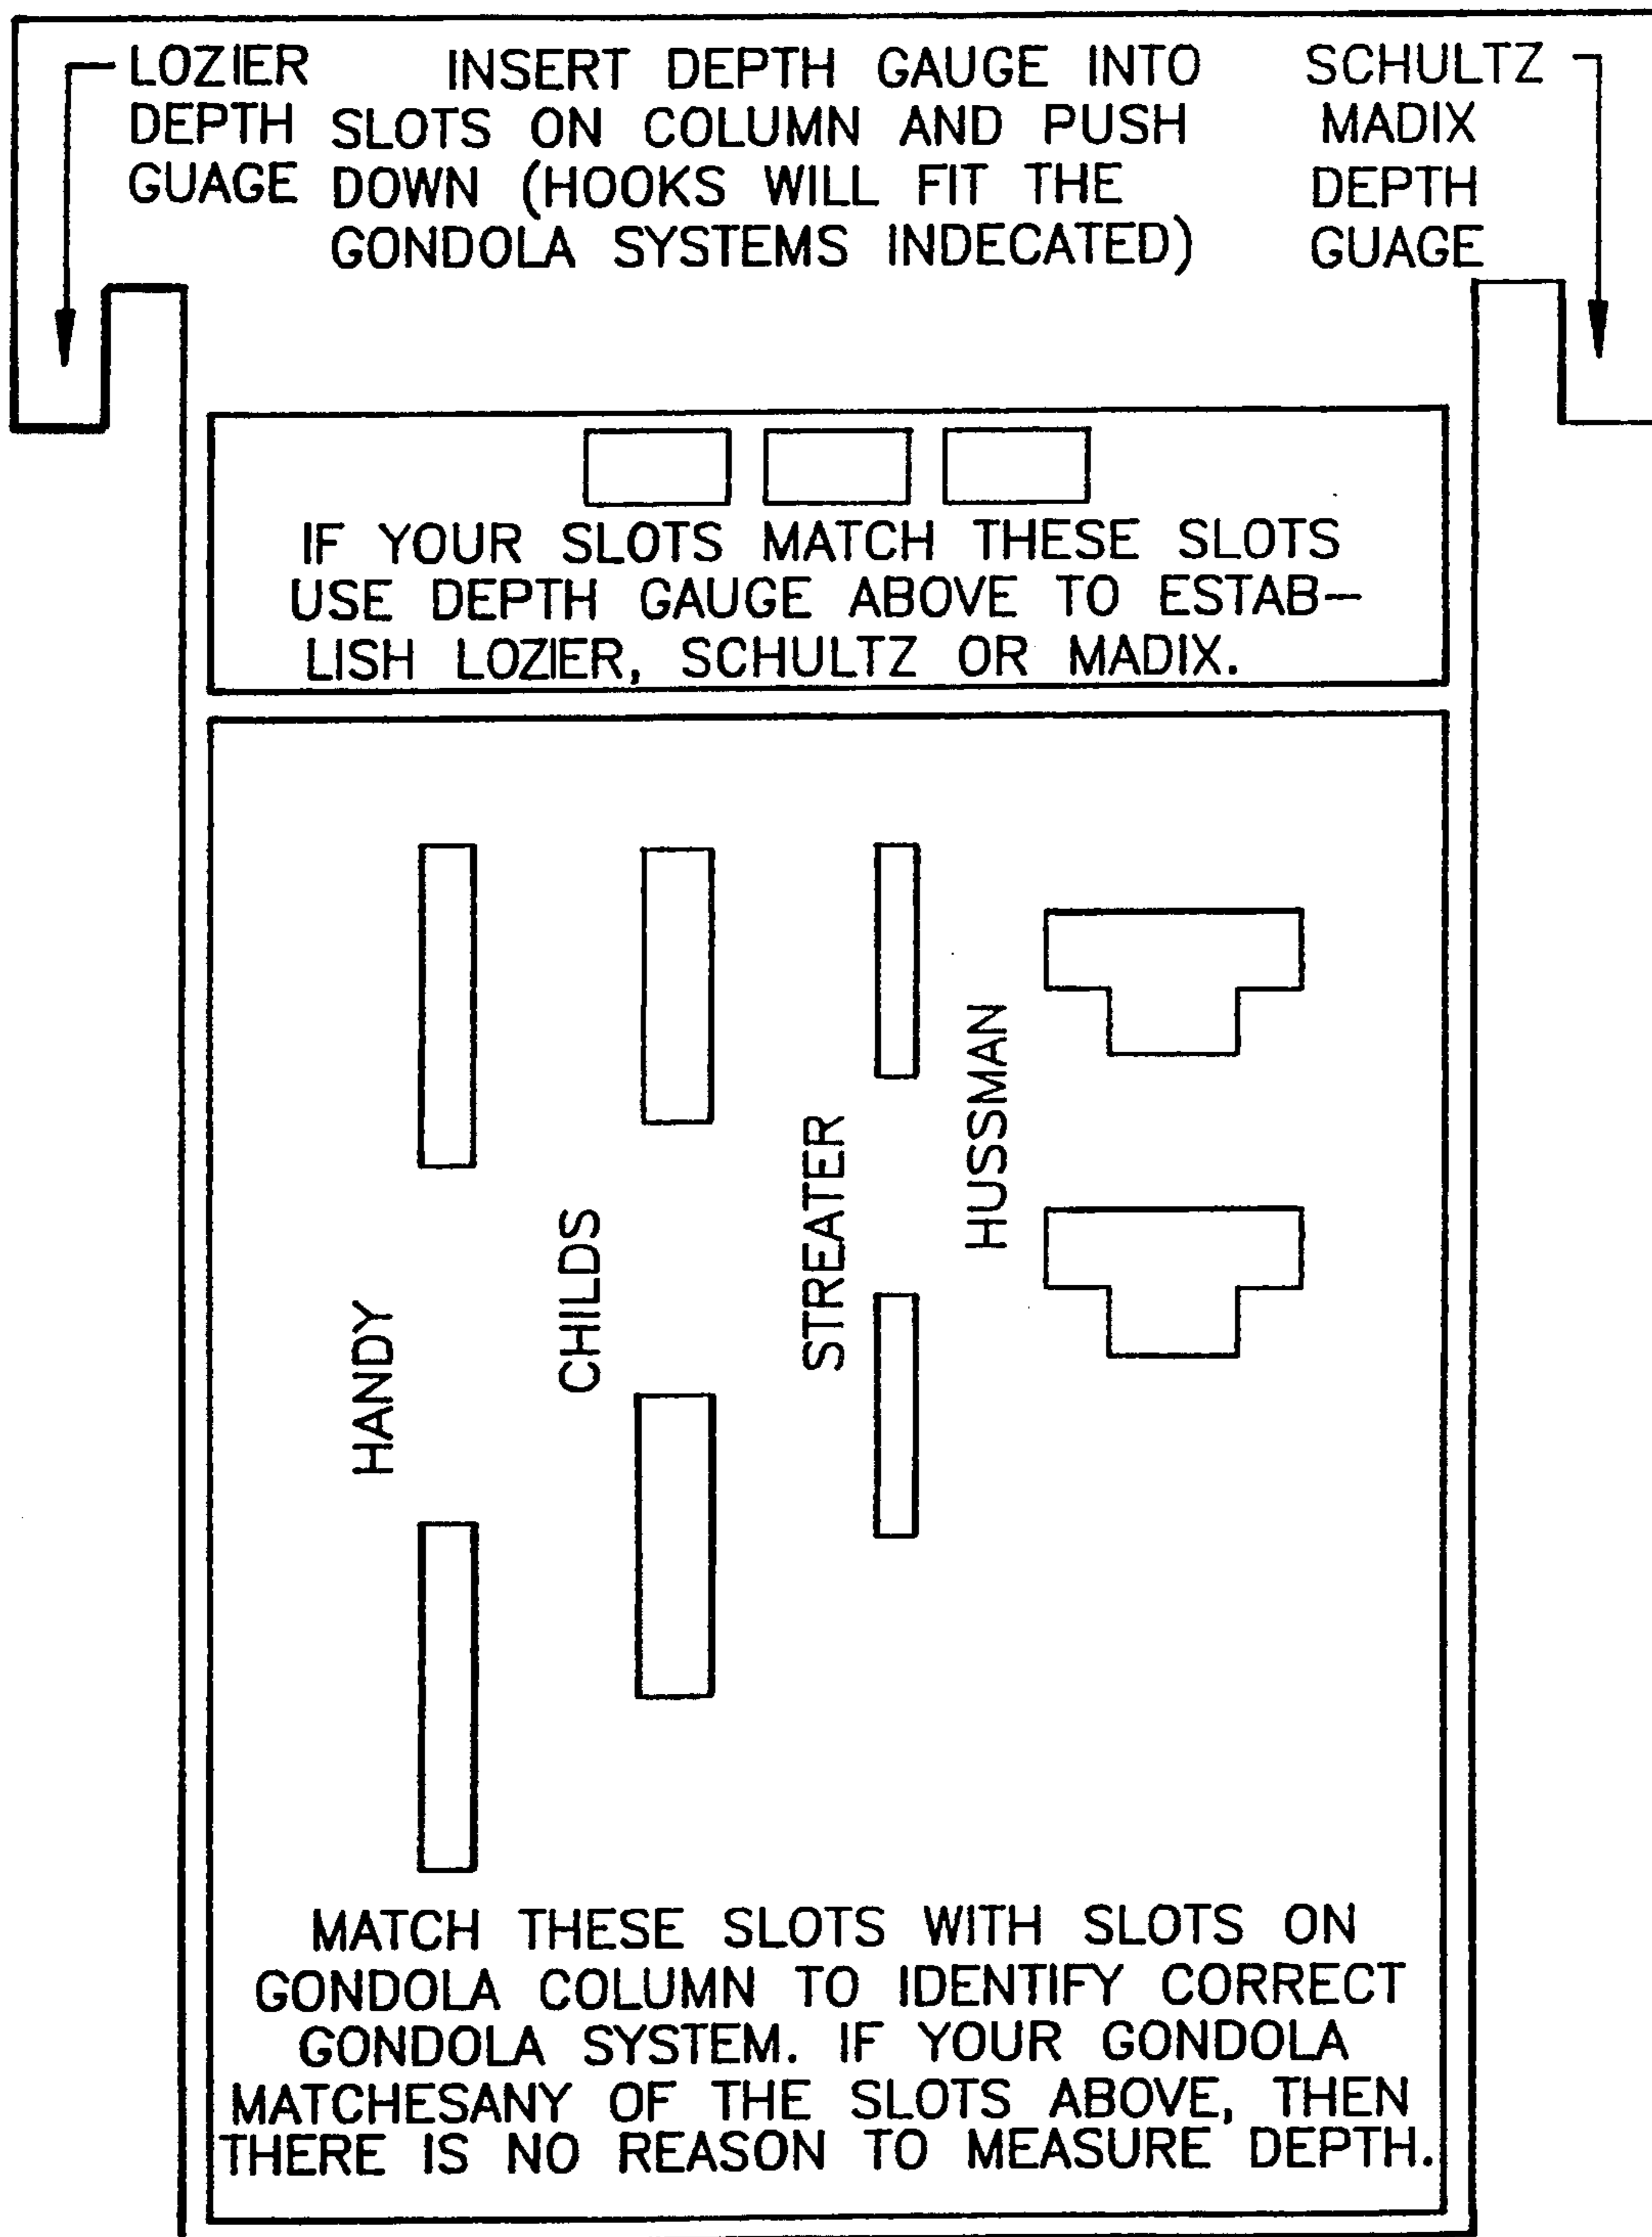 LOZIER
DEPTH
GUAGE
INSERT DEPTH GAUGE INTO
SLOTS ON COLUMN AND PUSH
DOWN (HOOKS WILL FIT THE
GONDOLA SYSTEMS INDECATED)
SCHULTZ
MADIX
DEPTH
GUAGE
IF YOUR SLOTS MATCH THESE SLOTS
USE DEPTH GAUGE ABOVE TO ESTAB-
LISH LOZIER, SCHULTZ OR MADIX.
HANDY
CHILDS
STREATER
HUSSMAN
MATCH THESE SLOTS WITH SLOTS ON
GONDOLA COLUMN TO IDENTIFY CORRECT
GONDOLA SYSTEM. IF YOUR GONDOLA
MATCHESANY OF THE SLOTS ABOVE, THEN
THERE IS NO REASON TO MEASURE DEPTH.